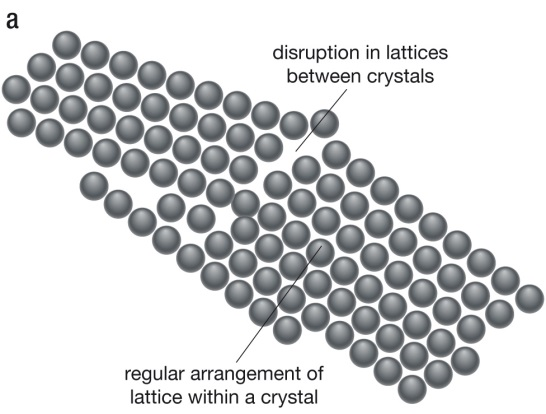 a
disruption in lattices
between crystals
regular arrangement of
lattice within a crystal